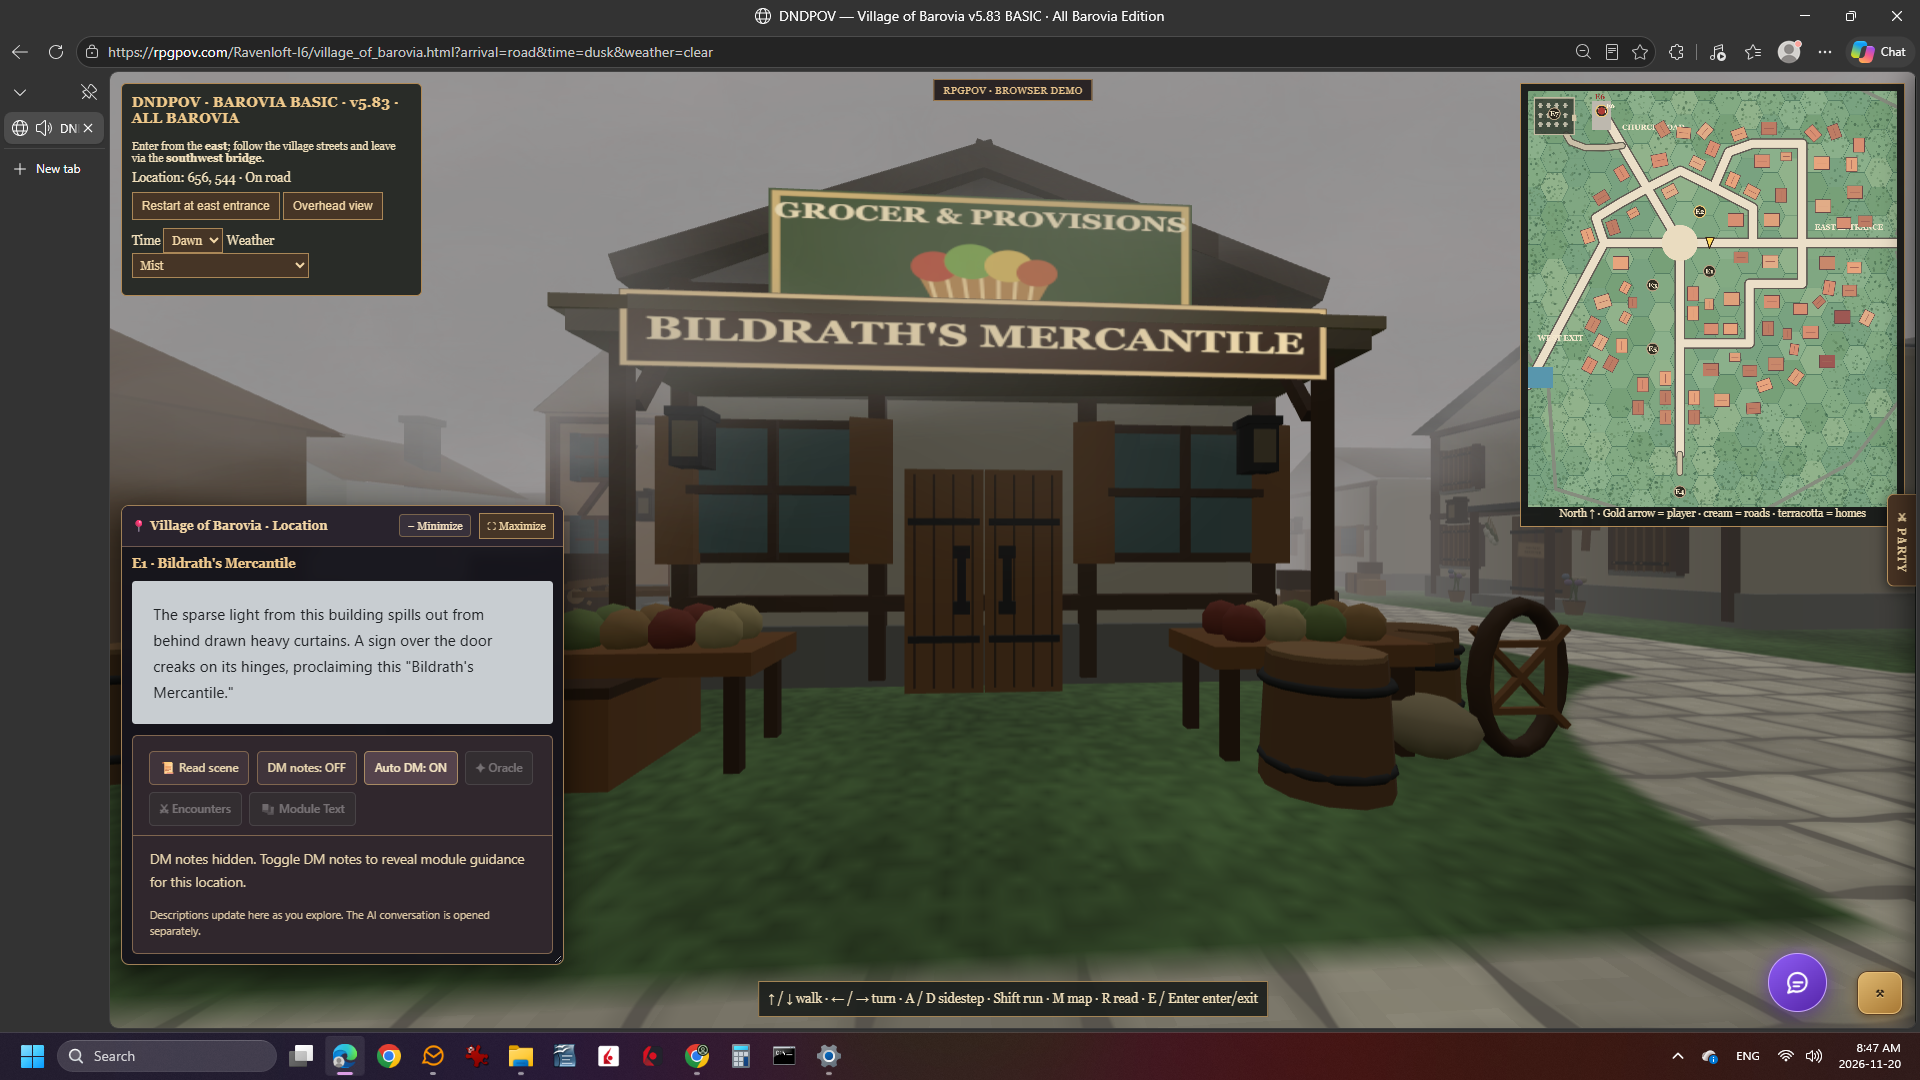 DNDPOV — Village of Barovia v5.83 BASIC · All Barovia Edition
https://rpgpov.com/Ravenloft-I6/village_of_barovia.html?arrival=road&time=dusk&weather=clear
Chat
DN
New tab
DNDPOV · BAROVIA BASIC · v5.83 ·
ALL BAROVIA
Enter from the east; follow the village streets and leave
via the southwest bridge.
Location: 656, 544 · On road
Restart at east entrance
Overhead view
Time Dawn Weather
Mist
RPGPOV · BROWSER DEMO
GROCER & PROVISIONS
BILDRATH'S MERCANTILE
E6
E7
E2
E1
E3
E5
E4
North ↑ · Gold arrow = player · cream = roads · terracotta = homes
PARTY
Village of Barovia · Location
– Minimize
Maximize
E1 · Bildrath's Mercantile
The sparse light from this building spills out from
behind drawn heavy curtains. A sign over the door
creaks on its hinges, proclaiming this "Bildrath's
Mercantile."
Read scene
DM notes: OFF
Auto DM: ON
Oracle
Encounters
Module Text
DM notes hidden. Toggle DM notes to reveal module guidance
for this location.
Descriptions update here as you explore. The AI conversation is opened
separately.
↑ / ↓ walk · ← / → turn · A / D sidestep · Shift run · M map · R read · E / Enter enter/exit
Search
ENG
8:47 AM
2026-11-20